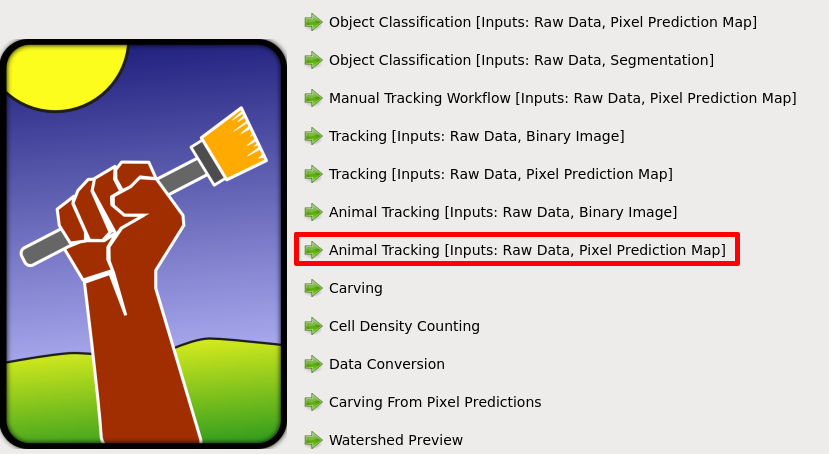 Object Classification [Inputs: Raw Data, Pixel Prediction Map]
Object Classification [Inputs: Raw Data, Segmentation]
Manual Tracking Workflow [Inputs: Raw Data, Pixel Prediction Map]
Tracking [Inputs: Raw Data, Binary Image]
Tracking [Inputs: Raw Data, Pixel Prediction Map]
Animal Tracking [Inputs: Raw Data, Binary Image]
Animal Tracking [Inputs: Raw Data, Pixel Prediction Map]
Carving
Cell Density Counting
Data Conversion
Carving From Pixel Predictions
Watershed Preview